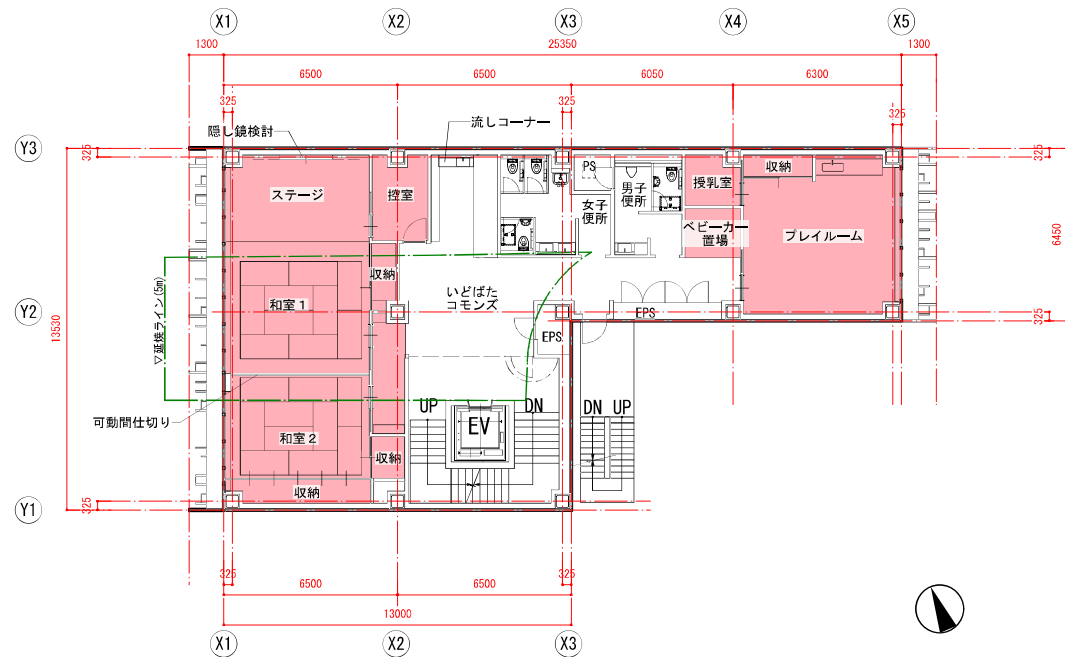 X1
X2
X3
X4
X5
1300
25350
1300
6500
6500
6050
6300
325
325
325
隠し鏡検討
流しコーナー
Y3
325
325
ステージ
控室
PS
女子
便所
男子
便所
授乳室
収納
ベビーカー
置場
プレイルーム
6450
収納
和室1
いどばた
コモンズ
▽延焼ライン(5m)
Y2
13530
EPS
EPS
325
可動間仕切り
和室2
UP
EV
DN
DN
UP
収納
収納
Y1
325
325
325
6500
6500
13000
X1
X2
X3